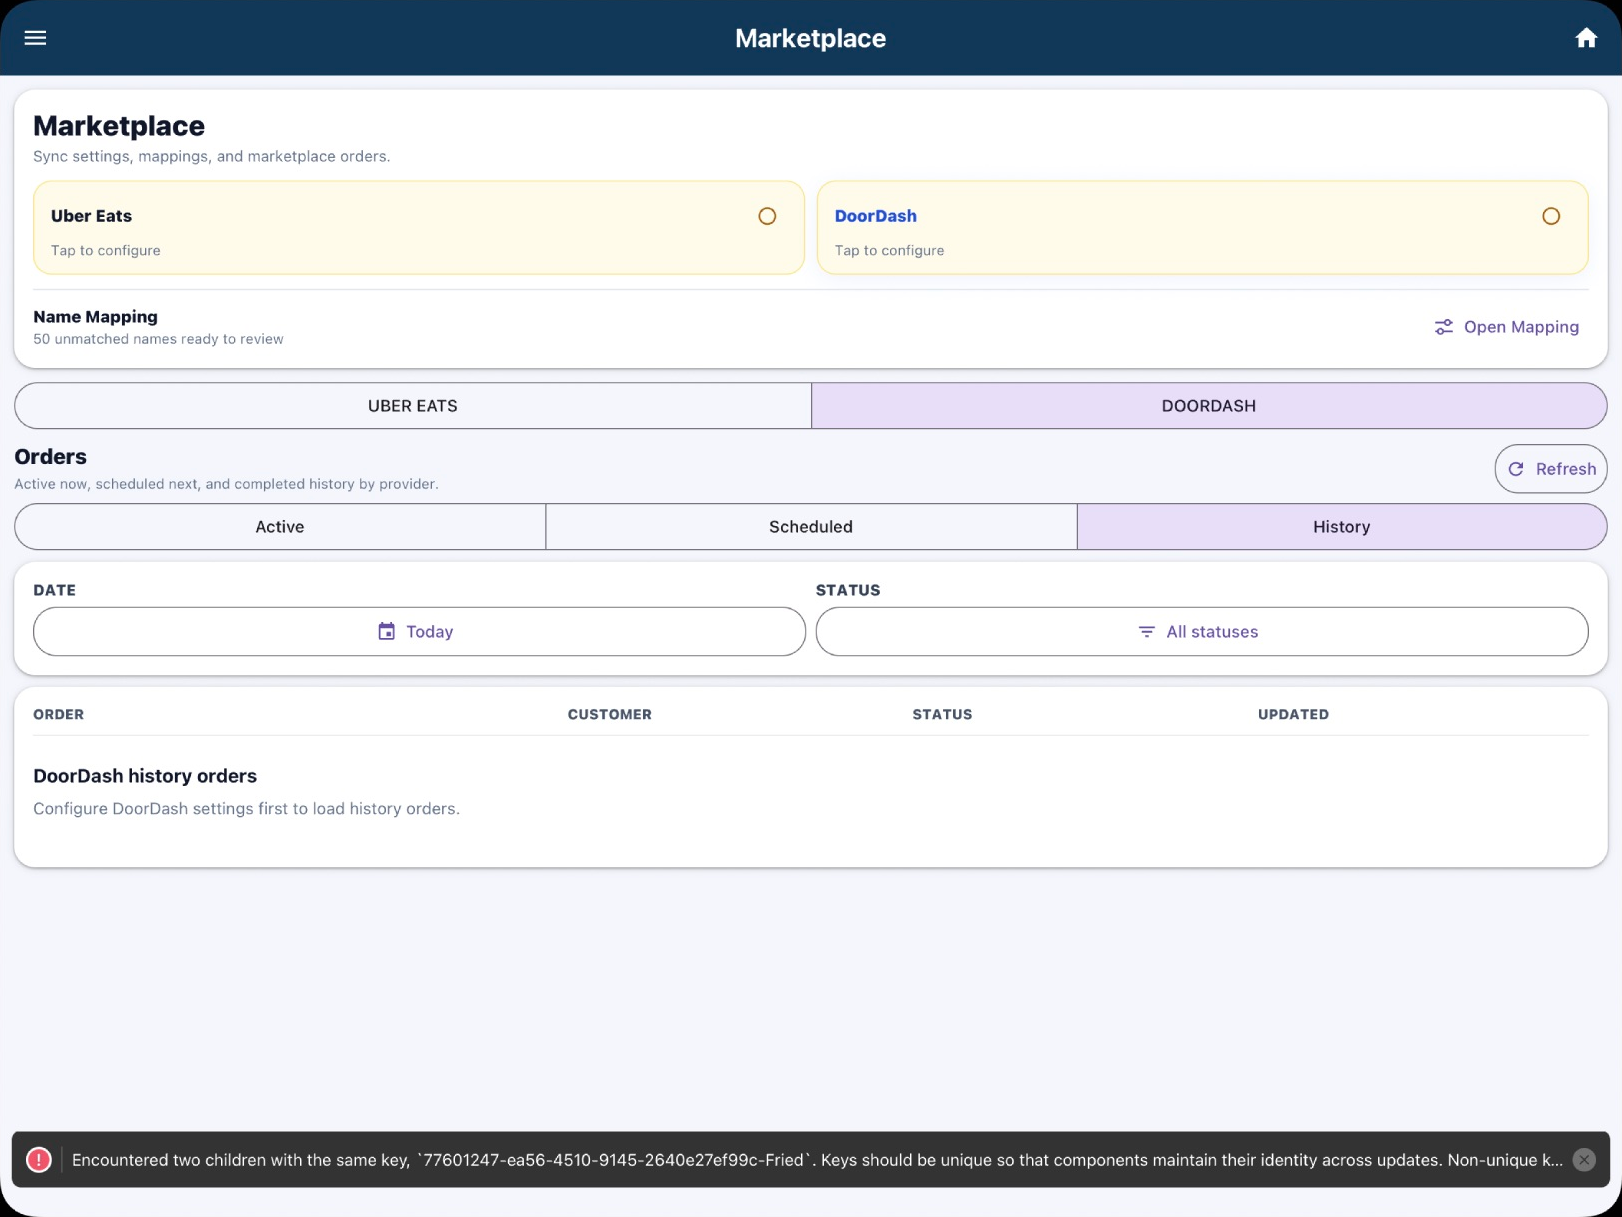 Marketplace
Marketplace
Sync settings, mappings, and marketplace orders.
Uber Eats
Tap to configure
DoorDash
Tap to configure
Name Mapping
50 unmatched names ready to review
Open Mapping
UBER EATS
DOORDASH
Orders
Active now, scheduled next, and completed history by provider.
Refresh
Active
Scheduled
History
DATE
STATUS
Today
All statuses
ORDER
CUSTOMER
STATUS
UPDATED
DoorDash history orders
Configure DoorDash settings first to load history orders.
Encountered two children with the same key, `77601247-ea56-4510-9145-2640e27ef99c-Fried`. Keys should be unique so that components maintain their identity across updates. Non-unique k...